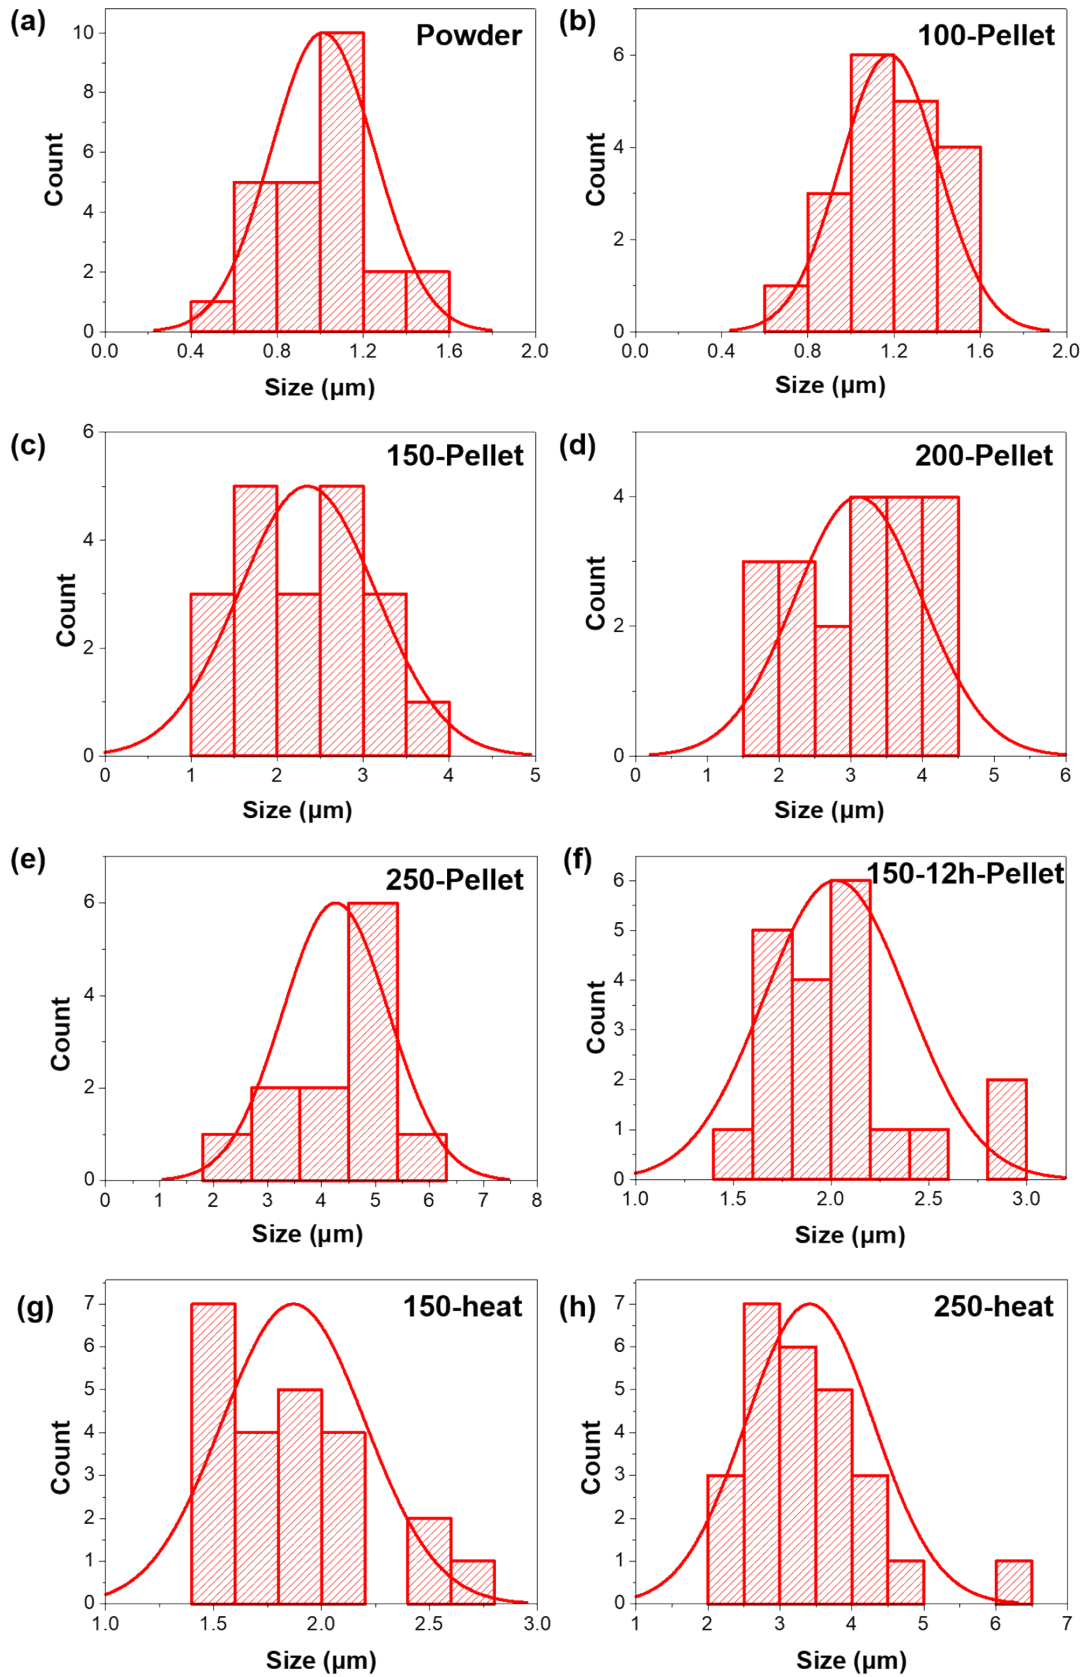 (a)
Powder
10
8
6
4
2
0
Count
0.0 0.4 0.8 1.2 1.6 2.0
Size (μm)
(b)
100-Pellet
6
4
2
0
Count
0.0 0.4 0.8 1.2 1.6 2.0
Size (μm)
(c)
150-Pellet
6
4
2
0
Count
0 1 2 3 4 5
Size (μm)
(d)
200-Pellet
4
2
0
Count
0 1 2 3 4 5 6
Size (μm)
(e)
250-Pellet
6
4
2
0
Count
0 1 2 3 4 5 6 7 8
Size (μm)
(f)
150-12h-Pellet
6
5
4
3
2
1
0
Count
1.0 1.5 2.0 2.5 3.0
Size (μm)
(g)
150-heat
7
6
5
4
3
2
1
0
Count
1.0 1.5 2.0 2.5 3.0
Size (μm)
(h)
250-heat
7
6
5
4
3
2
1
0
Count
1 2 3 4 5 6 7
Size (μm)